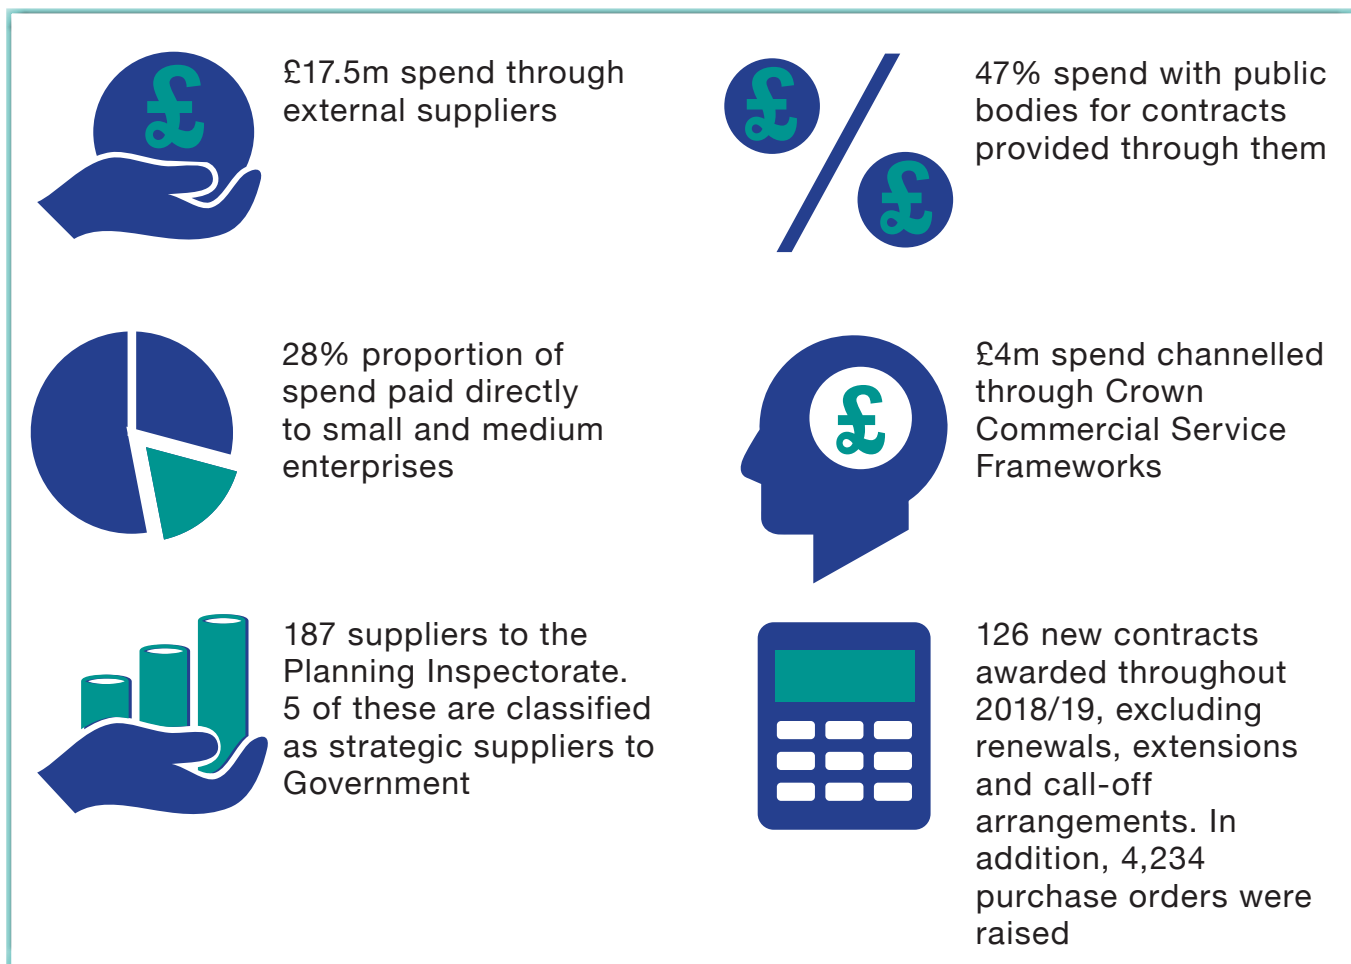 £17.5m spend through
external suppliers
47% spend with public
bodies for contracts
provided through them
28% proportion of
spend paid directly
to small and medium
enterprises
£4m spend channelled
through Crown
Commercial Service
Frameworks
187 suppliers to the
Planning Inspectorate.
5 of these are classified
as strategic suppliers to
Government
126 new contracts
awarded throughout
2018/19, excluding
renewals, extensions
and call-off
arrangements. In
addition, 4,234
purchase orders were
raised
£
£
£
£